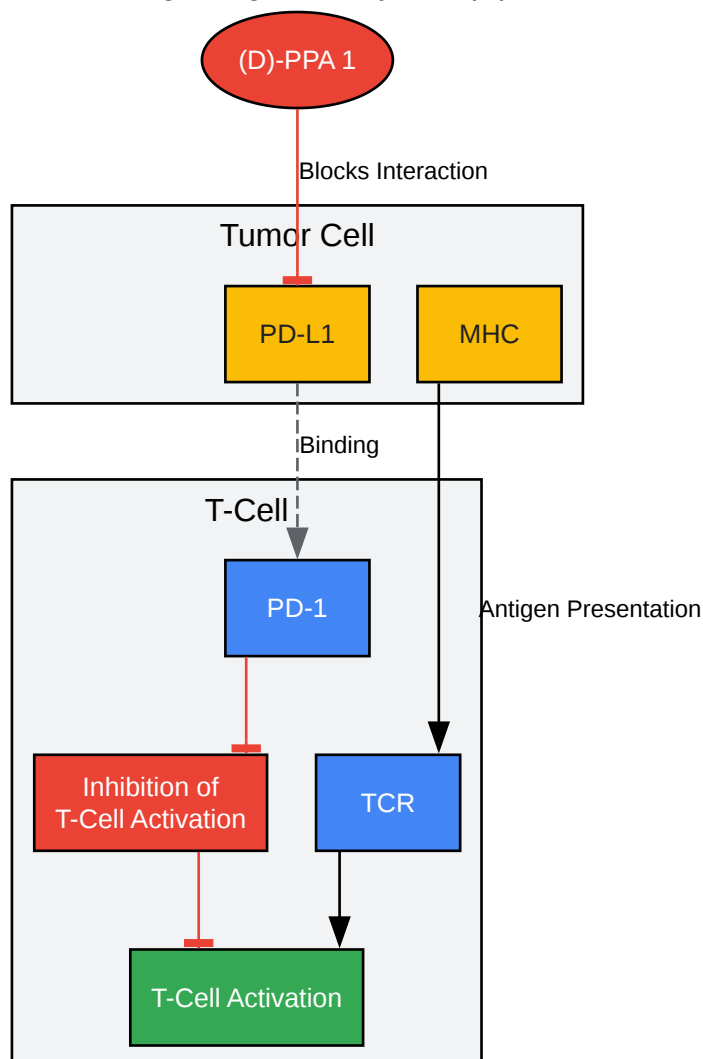 (D)-PPA 1
Blocks Interaction
Tumor Cell
PD-L1
MHC
Binding
T-Cell
PD-1
Antigen Presentation
Inhibition of
T-Cell Activation
TCR
T-Cell Activation